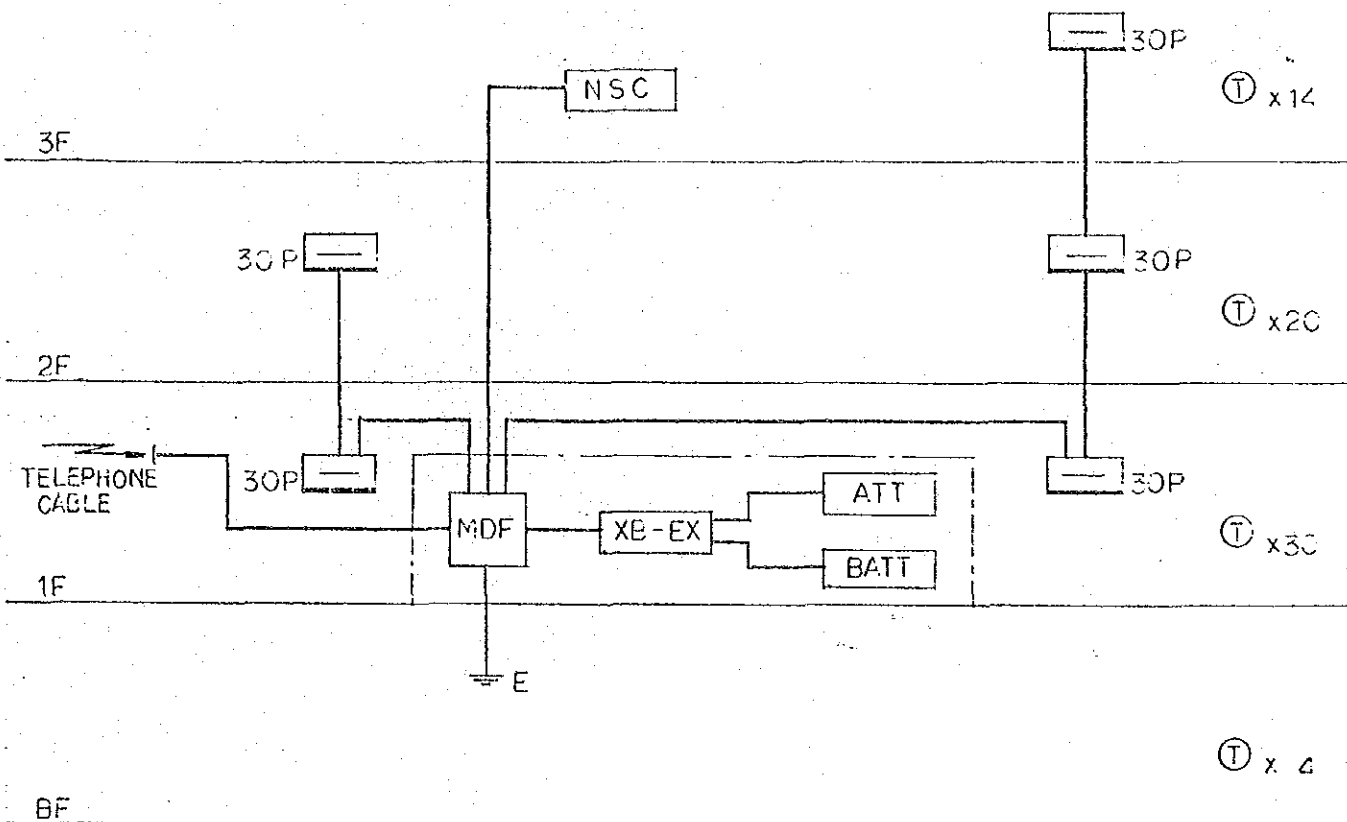 30P
NSC
T x14
3F
30P
30P
T x20
2F
TELEPHONE
CABLE
30P
30P
ATT
MDF
XB-EX
T x30
BATT
1F
E
T x 4
BF